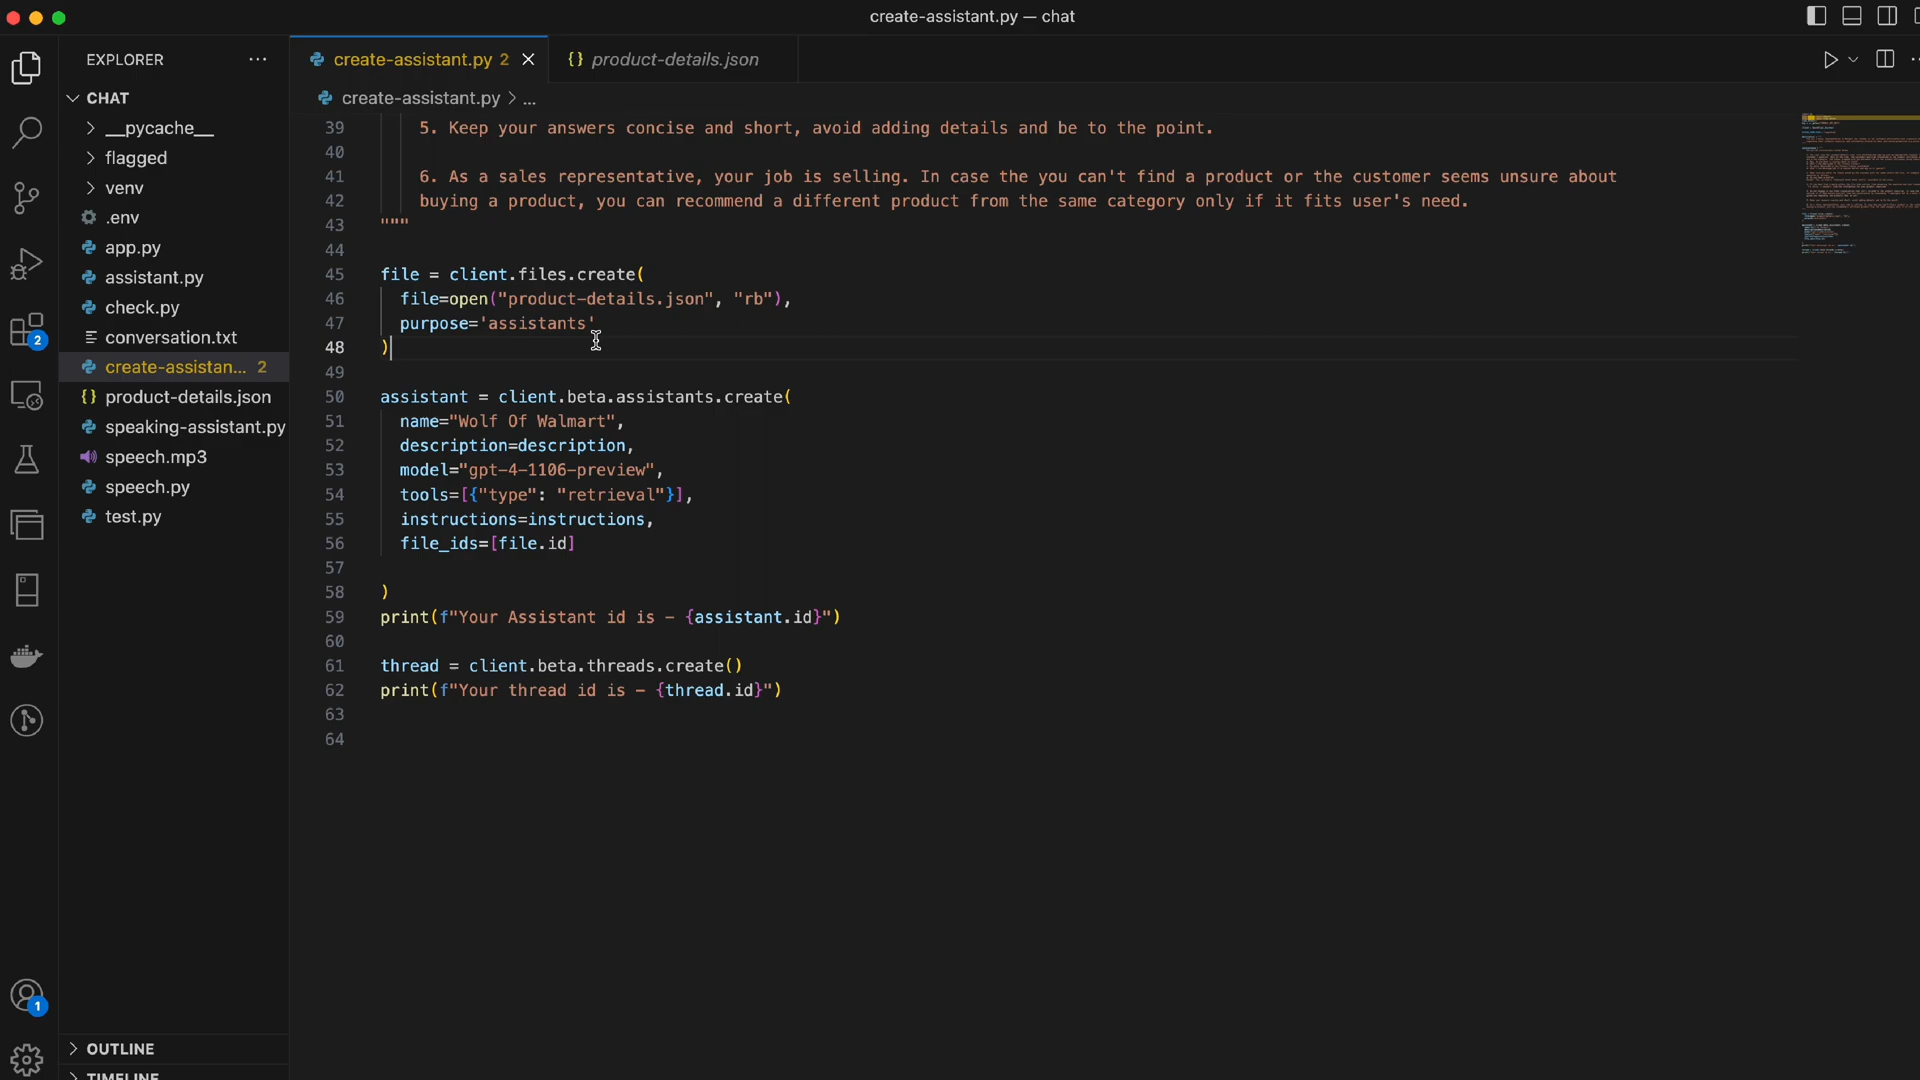 create-assistant.py — chat
EXPLORER
create-assistant.py 2
product-details.json
CHAT
create-assistant.py > ...
__pycache__
flagged
venv
.env
app.py
assistant.py
check.py
conversation.txt
create-assistan... 2
product-details.json
speaking-assistant.py
speech.mp3
speech.py
test.py
2
1
OUTLINE
TIMELINE
39 5. Keep your answers concise and short, avoid adding details and be to the point.
40
41 6. As a sales representative, your job is selling. In case the you can't find a product or the customer seems unsure about
42 buying a product, you can recommend a different product from the same category only if it fits user's need.
43 """
44
45 file = client.files.create(
46 file=open("product-details.json", "rb"),
47 purpose='assistants'
48 )
49
50 assistant = client.beta.assistants.create(
51 name="Wolf Of Walmart",
52 description=description,
53 model="gpt-4-1106-preview",
54 tools=[{"type": "retrieval"}],
55 instructions=instructions,
56 file_ids=[file.id]
57
58 )
59 print(f"Your Assistant id is - {assistant.id}")
60
61 thread = client.beta.threads.create()
62 print(f"Your thread id is - {thread.id}")
63
64